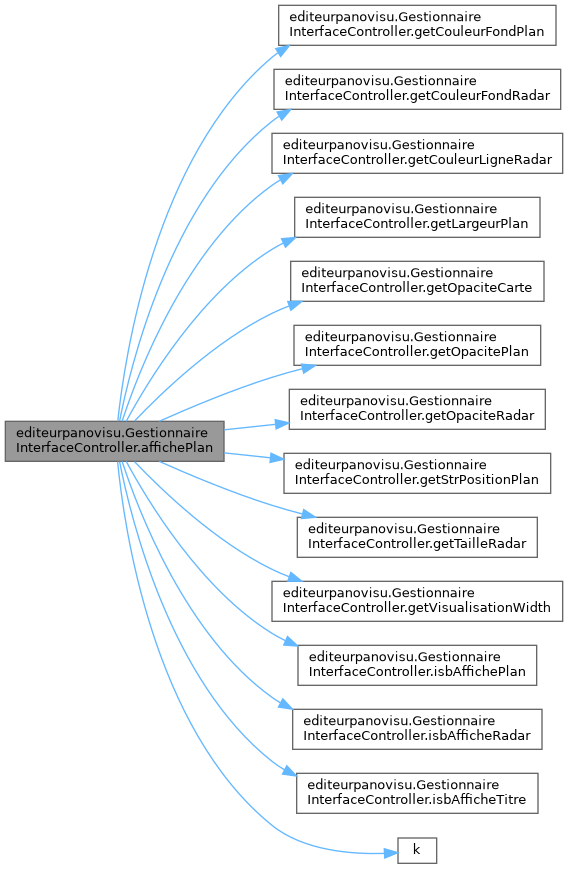 editeurpanovisu.Gestionnaire
InterfaceController.getCouleurFondPlan
editeurpanovisu.Gestionnaire
InterfaceController.getCouleurFondRadar
editeurpanovisu.Gestionnaire
InterfaceController.getCouleurLigneRadar
editeurpanovisu.Gestionnaire
InterfaceController.getLargeurPlan
editeurpanovisu.Gestionnaire
InterfaceController.getOpaciteCarte
editeurpanovisu.Gestionnaire
InterfaceController.getOpacitePlan
editeurpanovisu.Gestionnaire
InterfaceController.getOpaciteRadar
editeurpanovisu.Gestionnaire
InterfaceController.affichePlan
editeurpanovisu.Gestionnaire
InterfaceController.getStrPositionPlan
editeurpanovisu.Gestionnaire
InterfaceController.getTailleRadar
editeurpanovisu.Gestionnaire
InterfaceController.getVisualisationWidth
editeurpanovisu.Gestionnaire
InterfaceController.isbAffichePlan
editeurpanovisu.Gestionnaire
InterfaceController.isbAfficheRadar
editeurpanovisu.Gestionnaire
InterfaceController.isbAfficheTitre
k